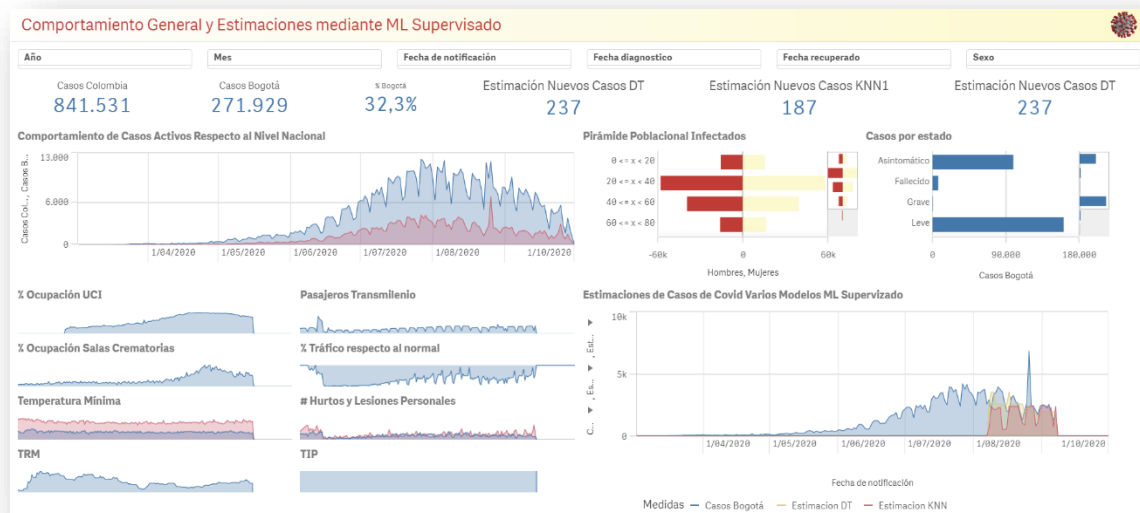 Comportamiento General y Estimaciones mediante ML Supervisado
Año Mes Fecha de notificación Fecha diagnostico Fecha recuperado Sexo
Casos Colombia Casos Bogotá % Bogotá Estimación Nuevos Casos DT Estimación Nuevos Casos KNN1 Estimación Nuevos Casos DT
841.531 271.929 32,3% 237 187 237
Comportamiento de Casos Activos Respecto al Nivel Nacional
Casos Col..., Casos B...
13.000
6.000
0
1/04/2020 1/05/2020 1/06/2020 1/07/2020 1/08/2020 1/10/2020
Pirámide Poblacional Infectados
0 <= x < 20
20 <= x < 40
40 <= x < 60
60 <= x < 80
-60k 0 60k
Hombres, Mujeres
Casos por estado
Asintomático
Fallecido
Grave
Leve
0 90.000 180.000
Casos Bogotá
% Ocupación UCI
Pasajeros Transmilenio
% Ocupación Salas Crematorias
% Tráfico respecto al normal
Temperatura Mínima
# Hurtos y Lesiones Personales
TRM
TIP
Estimaciones de Casos de Covid Varios Modelos ML Supervizado
C... , Es... , Est...
10k
5k
0
1/04/2020 1/05/2020 1/06/2020 1/07/2020 1/08/2020 1/10/2020
Fecha de notificación
Medidas Casos Bogotá Estimacion DT Estimacion KNN